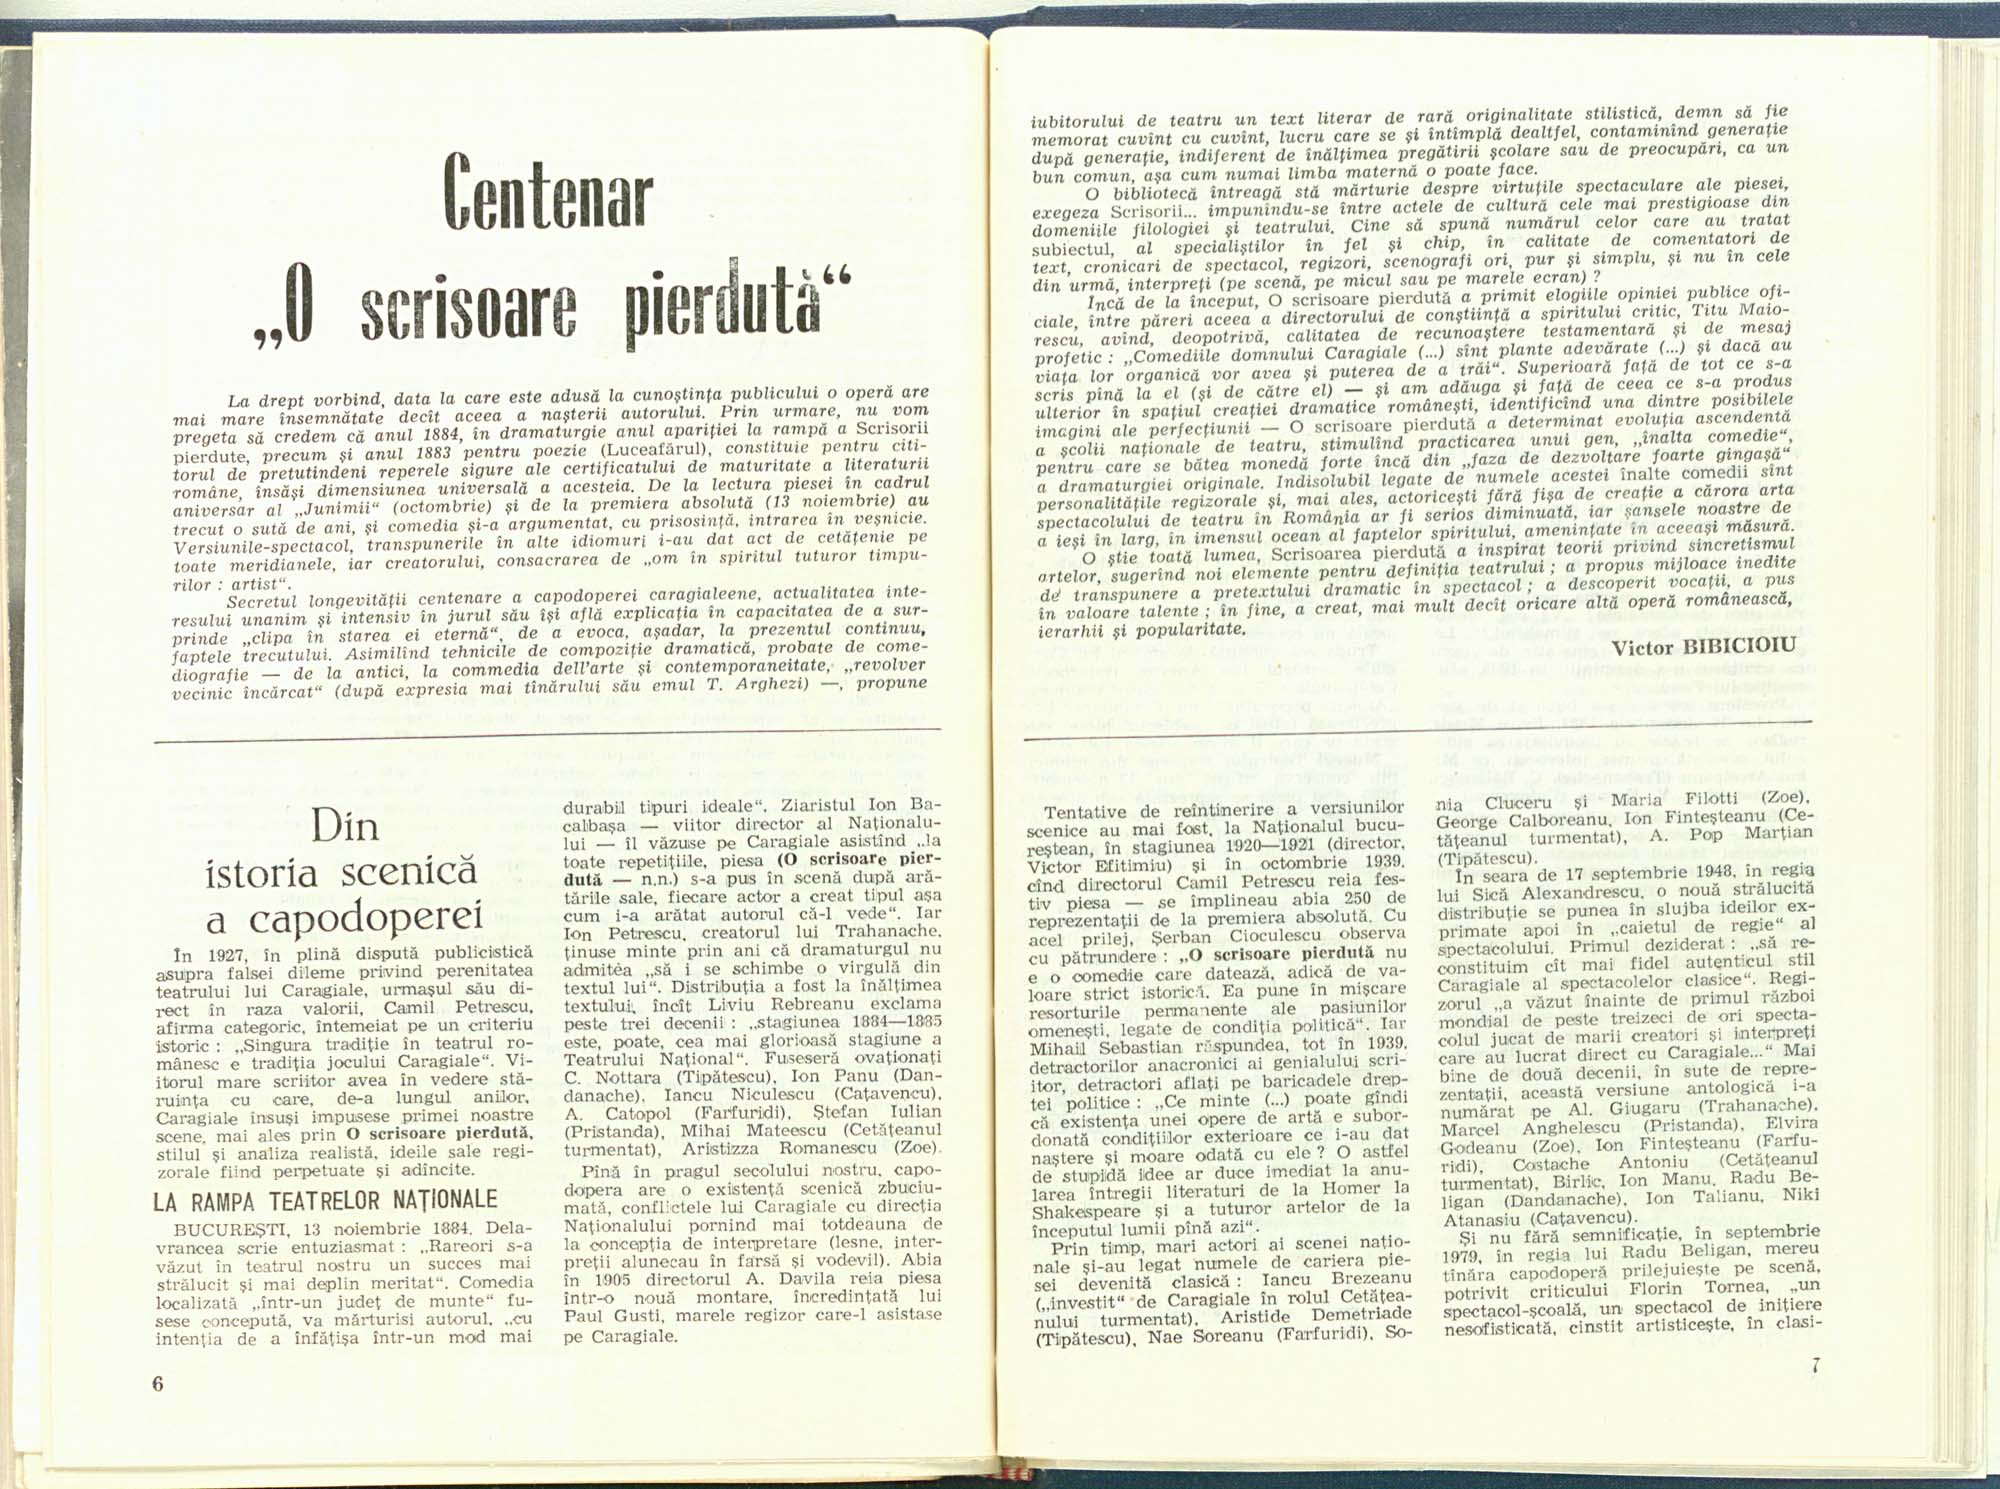 Centenar
„O scrisoare pierdută“
La drept vorbind, data la care este adusă la cunoştinţa publicului o operă are
mai mare însemnătate decît aceea a naşterii autorului. Prin urmare, nu vom
pregeta să credem că anul 1884, în dramaturgie anul apariţiei la rampă a Scrisorii
pierdute, precum şi anul 1883 pentru poezie (Luceafărul), constituie pentru citi-
torul de pretutindeni reperele sigure ale certificatului de maturitate a literaturii
române, însăşi dimensiunea universală a acesteia. De la lectura piesei în cadrul
aniversar al „Junimii“ (octombrie) şi de la premiera absolută (13 noiembrie) au
trecut o sută de ani, şi comedia şi-a argumentat, cu prisosinţă, intrarea în veşnicie.
Versiunile-spectacol, transpunerile în alte idiomuri i-au dat act de cetăţenie pe
toate meridianele, iar creatorului, consacrarea de „om în spiritul tuturor timpu-
rilor : artist“.
Secretul longevităţii centenare a capodoperei caragialeene, actualitatea inte-
resului unanim şi intensiv în jurul său îşi află explicaţia în capacitatea de a sur-
prinde „clipa în starea ei eternă“, de a evoca, aşadar, la prezentul continuu,
faptele trecutului. Asimilînd tehnicile de compoziţie dramatică, probate de come-
diografie — de la antici, la commedia dell'arte şi contemporaneitate, „revolver
vecinic încărcat“ (după expresia mai tînărului său emul T. Arghezi) —, propune
iubitorului de teatru un text literar de rară originalitate stilistică, demn să fie
memorat cuvînt cu cuvînt, lucru care se şi întîmplă dealtfel, contaminînd generaţie
după generaţie, indiferent de înălţimea pregătirii şcolare sau de preocupări, ca un
bun comun, aşa cum numai limba maternă o poate face.
O bibliotecă întreagă stă mărturie despre virtuţile spectaculare ale piesei,
exegeza Scrisorii... impunîndu-se între actele de cultură cele mai prestigioase din
domeniile filologiei şi teatrului. Cine să spună numărul celor care au tratat
subiectul, al specialiştilor în fel şi chip, în calitate de comentatori de
text, cronicari de spectacol, regizori, scenografi ori, pur şi simplu, şi nu în cele
din urmă, interpreţi (pe scenă, pe micul sau pe marele ecran) ?
Încă de la început, O scrisoare pierdută a primit elogiile opiniei publice ofi-
ciale, între păreri aceea a directorului de conştiinţă a spiritului critic, Titu Maio-
rescu, avînd, deopotrivă, calitatea de recunoaştere testamentară şi de mesaj
profetic : „Comediile domnului Caragiale (...) sînt plante adevărate (...) şi dacă au
viaţa lor organică vor avea şi puterea de a trăi“. Superioară faţă de tot ce s-a
scris pînă la el (şi de către el) — şi am adăuga şi faţă de ceea ce s-a produs
ulterior în spaţiul creaţiei dramatice româneşti, identificînd una dintre posibilele
imagini ale perfecţiunii — O scrisoare pierdută a determinat evoluţia ascendentă
a şcolii naţionale de teatru, stimulînd practicarea unui gen, „înalta comedie“,
pentru care se bătea monedă forte încă din „faza de dezvoltare foarte gingaşă“
a dramaturgiei originale. Indisolubil legate de numele acestei înalte comedii sînt
personalităţile regizorale şi, mai ales, actoriceşti fără fişa de creaţie a cărora arta
spectacolului de teatru în România ar fi serios diminuată, iar şansele noastre de
a ieşi în larg, în imensul ocean al faptelor spiritului, ameninţate în aceeaşi măsură.
O ştie toată lumea, Scrisoarea pierdută a inspirat teorii privind sincretismul
artelor, sugerînd noi elemente pentru definiţia teatrului ; a propus mijloace inedite
de transpunere a pretextului dramatic în spectacol ; a descoperit vocaţii, a pus
în valoare talente ; în fine, a creat, mai mult decît oricare altă operă românească,
ierarhii şi popularitate.
Victor BIBICIOIU
Din
istoria scenică
a capodoperei
În 1927, în plină dispută publicistică
asupra falsei dileme privind perenitatea
teatrului lui Caragiale, urmaşul său di-
rect în raza valorii, Camil Petrescu,
afirma categoric, întemeiat pe un criteriu
istoric : „Singura tradiţie în teatrul ro-
mânesc e tradiţia jocului Caragiale“. Vi-
itorul mare scriitor avea în vedere stă-
ruinţa cu care, de-a lungul anilor,
Caragiale însuşi impusese primei noastre
scene, mai ales prin O scrisoare pierdută,
stilul şi analiza realistă, ideile sale regi-
zorale fiind perpetuate şi adîncite.
LA RAMPA TEATRELOR NAŢIONALE
BUCUREŞTI, 13 noiembrie 1884. Dela-
vrancea scrie entuziasmat : „Rareori s-a
văzut în teatrul nostru un succes mai
strălucit şi mai deplin meritat“. Comedia
localizată „într-un judeţ de munte“ fu-
sese concepută, va mărturisi autorul, „cu
intenţia de a înfăţişa într-un mod mai
durabil tipuri ideale“. Ziaristul Ion Ba-
calbaşa — viitor director al Naţionalu-
lui — îl văzuse pe Caragiale asistînd „la
toate repetiţiile, piesa (O scrisoare pier-
dută — n.n.) s-a pus în scenă după ară-
tările sale, fiecare actor a creat tipul aşa
cum i-a arătat autorul că-l vede“. Iar
Ion Petrescu, creatorul lui Trahanache,
ţinuse minte prin ani că dramaturgul nu
admitea „să i se schimbe o virgulă din
textul lui“. Distribuţia a fost la înălţimea
textului, încît Liviu Rebreanu exclama
peste trei decenii : „stagiunea 1884—1885
este, poate, cea mai glorioasă stagiune a
Teatrului Naţional“. Fuseseră ovaţionaţi
C. Nottara (Tipătescu), Ion Panu (Dan-
danache), Iancu Niculescu (Caţavencu),
A. Catopol (Farfuridi), Ştefan Iulian
(Pristanda), Mihai Mateescu (Cetăţeanul
turmentat), Aristizza Romanescu (Zoe).
Pînă în pragul secolului nostru, capo-
dopera are o existenţă scenică zbuciu-
mată, conflictele lui Caragiale cu direcţia
Naţionalului pornind mai totdeauna de
la concepţia de interpretare (lesne, inter-
preţii alunecau în farsă şi vodevil). Abia
în 1905 directorul A. Davila reia piesa
într-o nouă montare, încredinţată lui
Paul Gusti, marele regizor care-l asistase
pe Caragiale.
6
Tentative de reîntinerire a versiunilor
scenice au mai fost, la Naţionalul bucu-
reştean, în stagiunea 1920—1921 (director,
Victor Efitimiu) şi în octombrie 1939,
cînd directorul Camil Petrescu reia fes-
tiv piesa — se împlineau abia 250 de
reprezentaţii de la premiera absolută. Cu
acel prilej, Şerban Cioculescu observa
cu pătrundere : „O scrisoare pierdută nu
e o comedie care datează, adică de va-
loare strict istorică. Ea pune în mişcare
resorturile permanente ale pasiunilor
omeneşti, legate de condiţia politică“. Iar
Mihail Sebastian răspundea, tot în 1939,
detractorilor anacronici ai genialului scri-
itor, detractori aflaţi pe baricadele drep-
tei politice : „Ce minte (...) poate gîndi
că existenţa unei opere de artă e subor-
donată condiţiilor exterioare ce i-au dat
naştere şi moare odată cu ele ? O astfel
de stupidă idee ar duce imediat la anu-
larea întregii literaturi de la Homer la
Shakespeare şi a tuturor artelor de la
începutul lumii pînă azi“.
Prin timp, mari actori ai scenei naţio-
nale şi-au legat numele de cariera pie-
sei devenită clasică : Iancu Brezeanu
(„investit“ de Caragiale în rolul Cetăţea-
nului turmentat), Aristide Demetriade
(Tipătescu), Nae Soreanu (Farfuridi), So-
nia Cluceru şi Maria Filotti (Zoe),
George Calboreanu, Ion Finteşteanu (Ce-
tăţeanul turmentat), A. Pop Marţian
(Tipătescu).
În seara de 17 septembrie 1948, în regia
lui Sică Alexandrescu, o nouă strălucită
distribuţie se punea în slujba ideilor ex-
primate apoi în „caietul de regie“ al
spectacolului. Primul deziderat : „să re-
constituim cît mai fidel autenticul stil
Caragiale al spectacolelor clasice“. Regi-
zorul „a văzut înainte de primul război
mondial de peste treizeci de ori specta-
colul jucat de marii creatori şi interpreţi
care au lucrat direct cu Caragiale...“ Mai
bine de două decenii, în sute de repre-
zentaţii, această versiune antologică i-a
numărat pe Al. Giugaru (Trahanache),
Marcel Anghelescu (Pristanda), Elvira
Godeanu (Zoe), Ion Finteşteanu (Farfu-
ridi), Costache Antoniu (Cetăţeanul
turmentat), Birlic, Ion Manu, Radu Be-
ligan (Dandanache), Ion Talianu, Niki
Atanasiu (Caţavencu).
Şi nu fără semnificaţie, în septembrie
1979, în regia lui Radu Beligan, mereu
tînăra capodoperă prilejuieşte pe scenă,
potrivit criticului Florin Tornea, „un
spectacol-şcoală, un spectacol de iniţiere
nesofisticată, cinstit artisticeşte, în clasi-
7